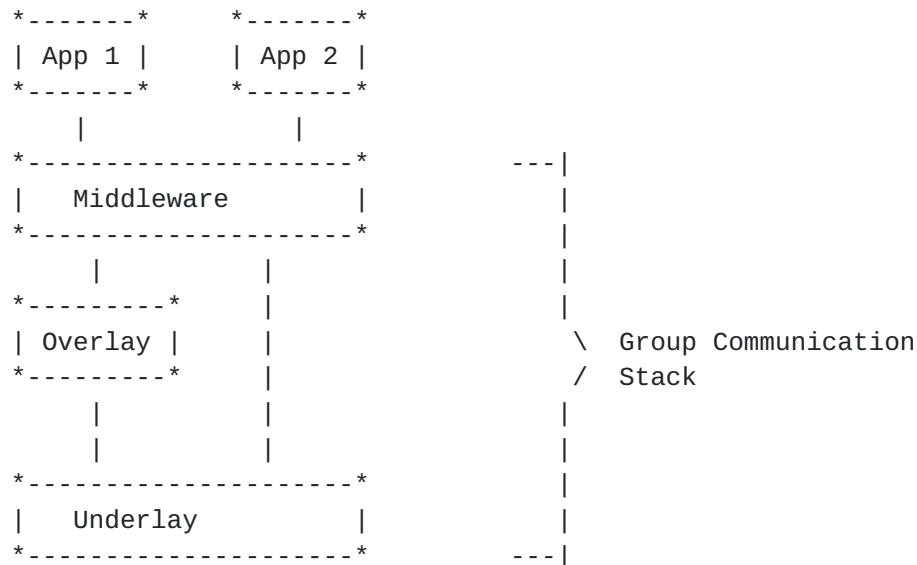 App 1 App 2
Middleware
Overlay
Group Communication
Stack
Underlay